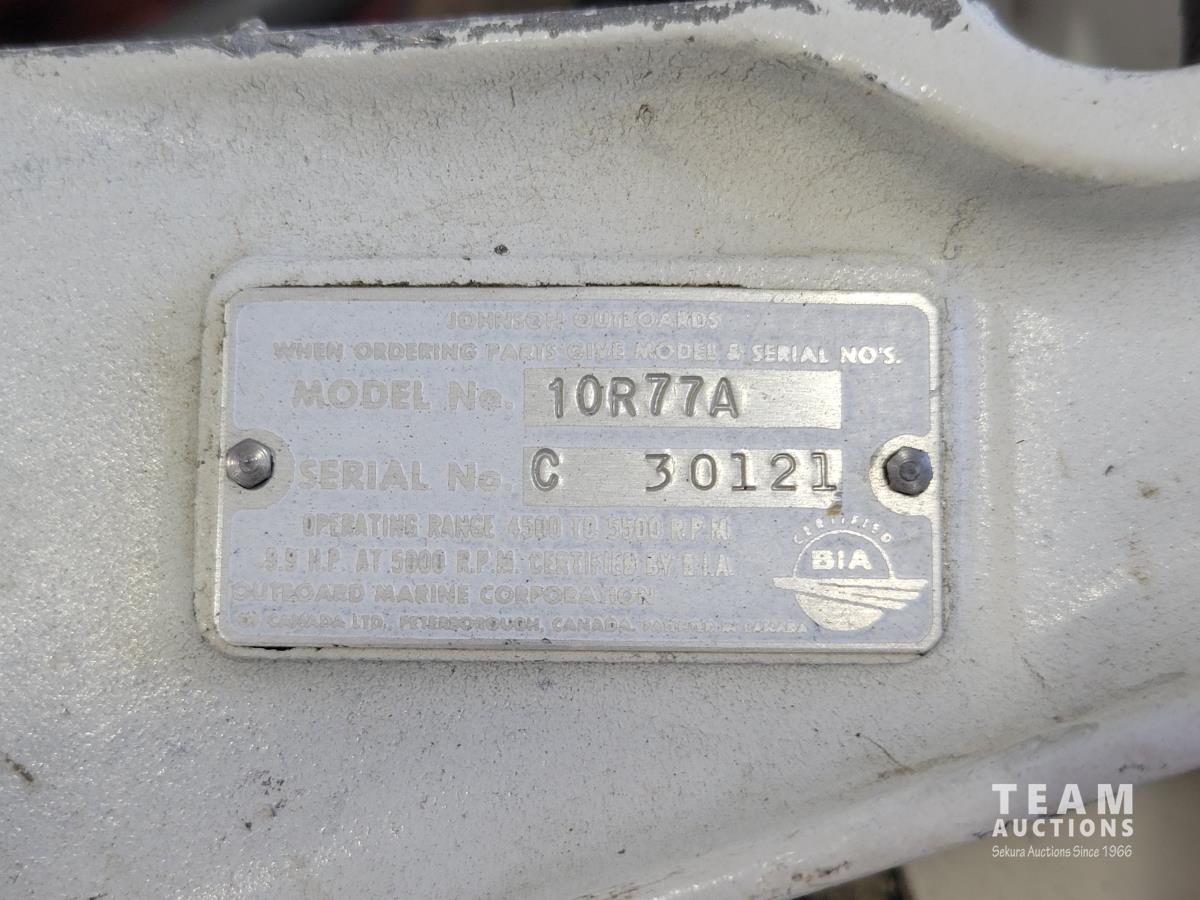 JOHNSON OUTBOARDS
WHEN ORDERING PARTS GIVE MODEL & SERIAL NO'S.
MODEL No. 10R77A
SERIAL No. C 30121
OPERATING RANGE 4500 TO 5500 R.P.M.
9.9 H.P. AT 5000 R.P.M. CERTIFIED BY B.I.A.
OUTBOARD MARINE CORPORATION
OF CANADA LTD., PETERBOROUGH, CANADA. IN CANADA
CERTIFIED
BIA
TEAM
AUCTIONS
Sekura Auctions Since 1966